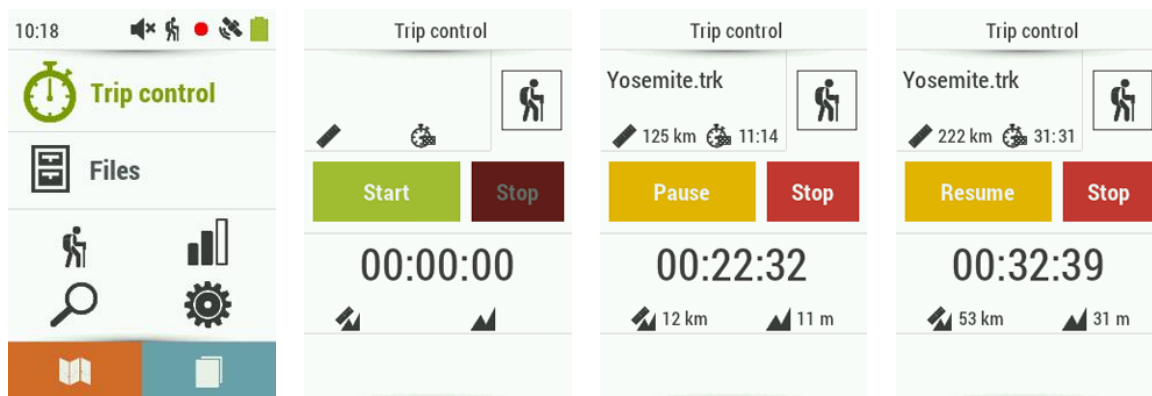 10:18
Trip control
Files
Trip control
Start
Stop
00:00:00
Trip control
Yosemite.trk
125 km
11:14
Pause
Stop
00:22:32
12 km
11 m
Trip control
Yosemite.trk
222 km
31:31
Resume
Stop
00:32:39
53 km
31 m